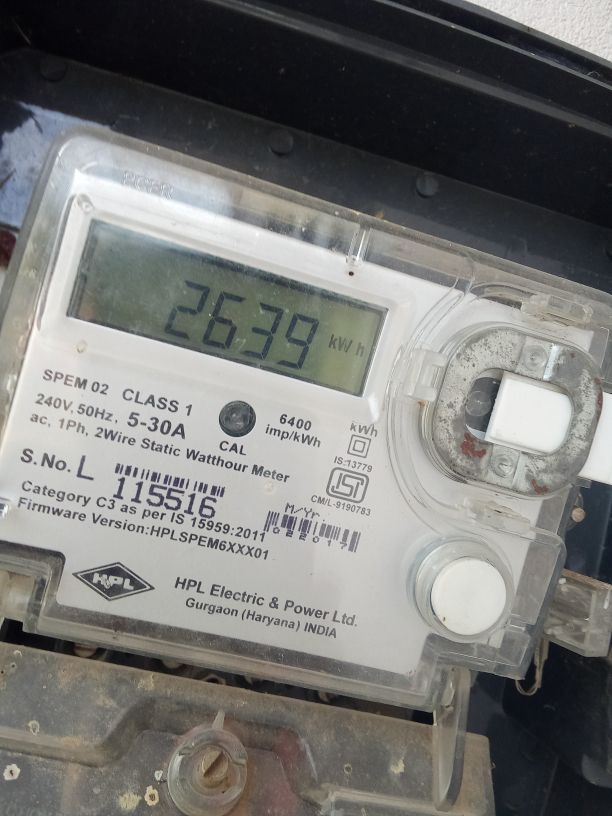 2639 kWh
SPEM 02 CLASS 1
240V, 50Hz, 5-30A
CAL
6400
imp/kWh
kWh
ac, 1Ph, 2Wire Static Watthour Meter
IS:13779
S.No. L 115516
ISI
CM/L-9190783
Category C3 as per IS 15959:2011
M/Yr.
022017
Firmware Version:HPLSPEM6XXX01
HPL
HPL Electric & Power Ltd.
Gurgaon (Haryana) INDIA